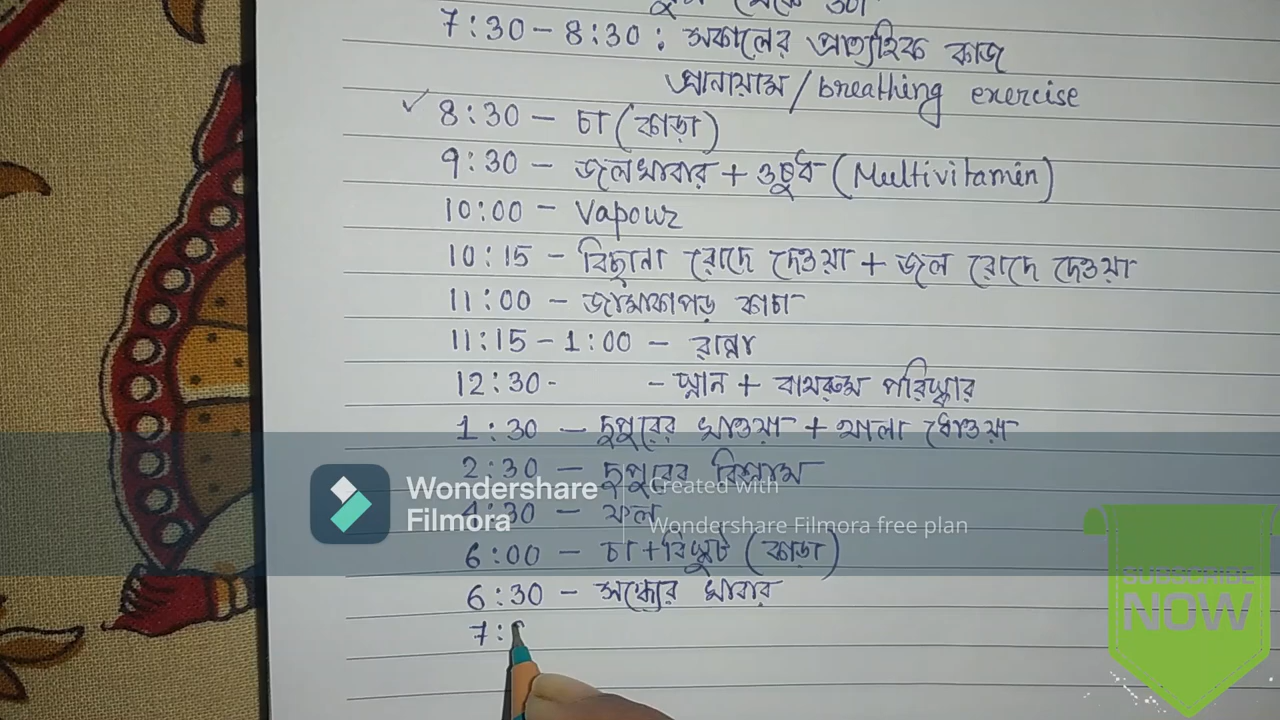 থেকে ওঠা
7:30 - 8:30 : সকালের প্রাত্যহিক কাজ
প্রানায়াম / breathing exercise
✓ 8:30 - চা (কাড়া)
9:30 - জলখাবার + ওষুধ (Multivitamin)
10:00 - Vapour
10:15 - বিছানা রোদে দেওয়া + জল রোদে দেওয়া
11:00 - জামাকাপড় কাচা
11:15 - 1:00 - রান্না
12:30 - - স্নান + বাথরুম পরিস্কার
1:30 - দুপুরের খাওয়া + থালা ধোওয়া
2:30 - দুপুরের বিশ্রাম
4:30 - ফল
6:00 - চা + বিস্কুট (কাড়া)
6:30 - সন্ধ্যের খাবার
7:
Wondershare
Filmora
Created with
Wondershare Filmora free plan
SUBSCRIBE
NOW